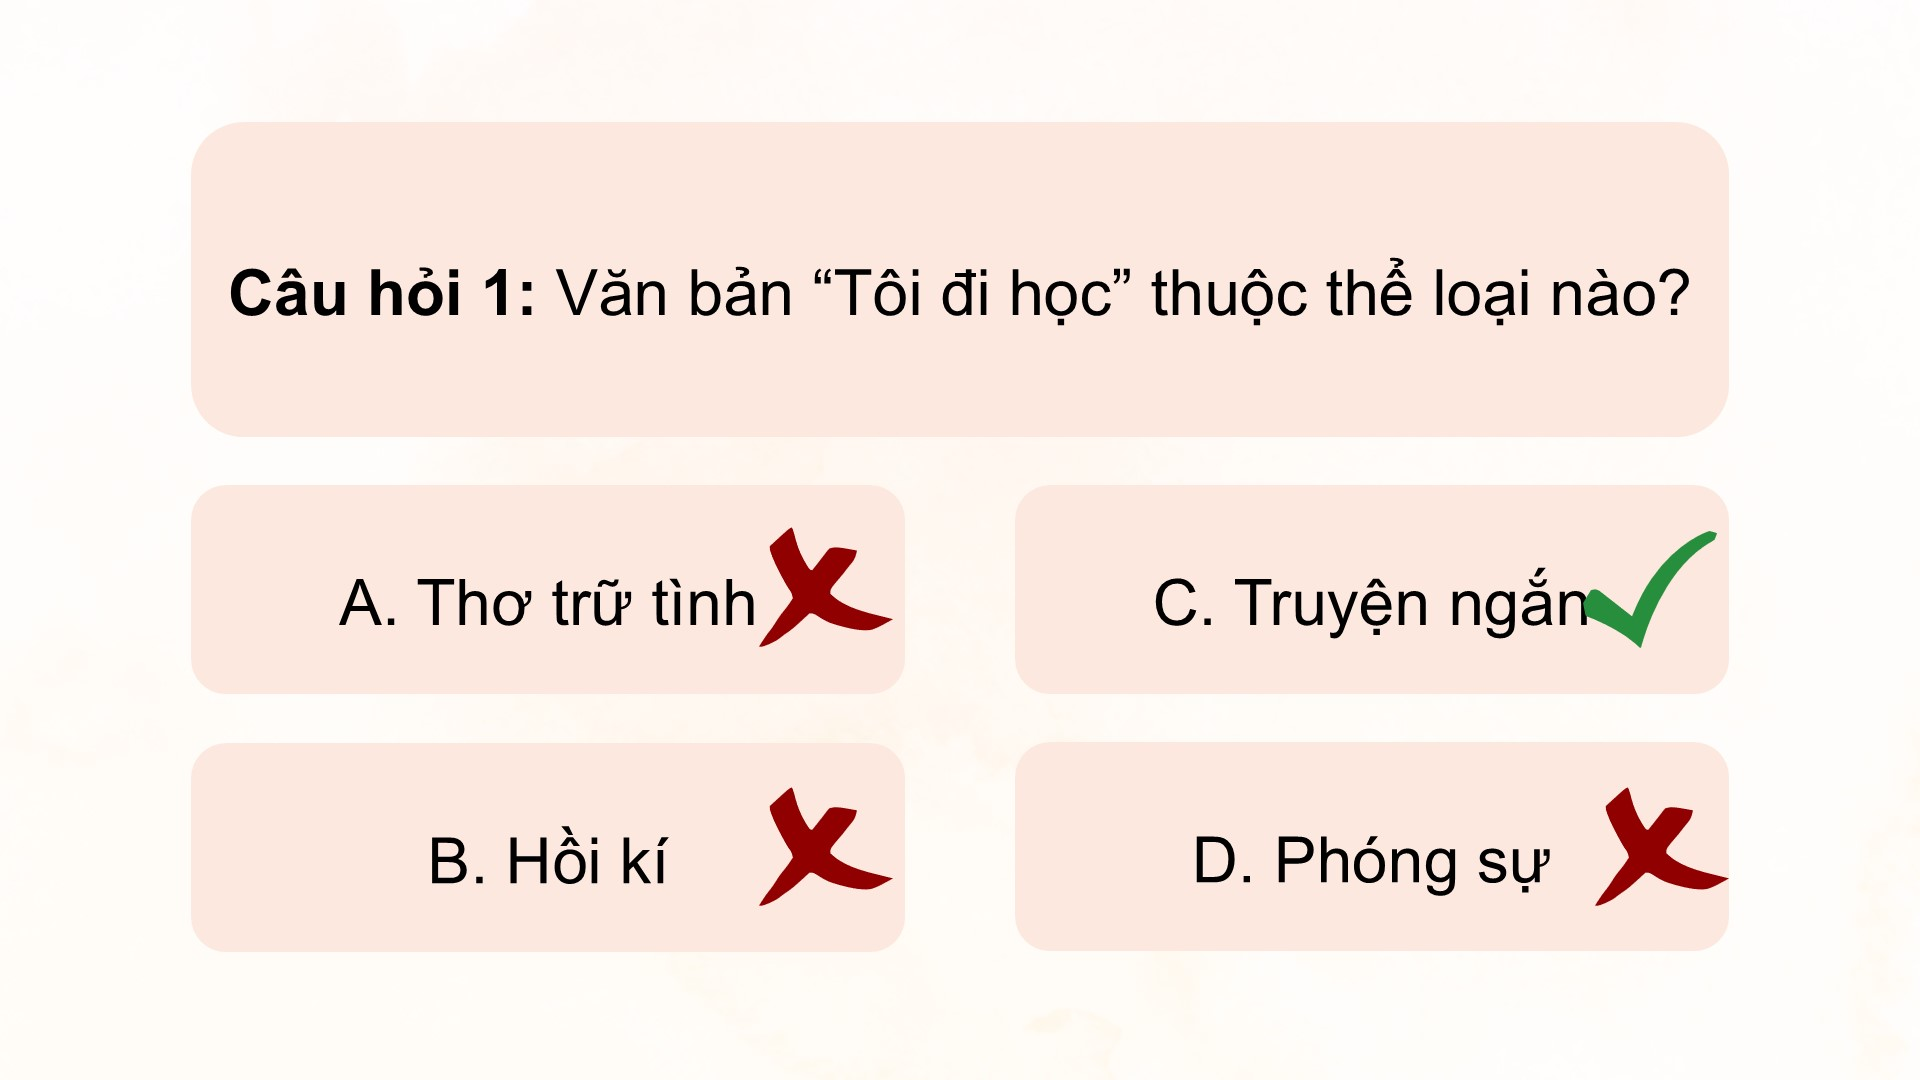 Câu hỏi 1: Văn bản “Tôi đi học” thuộc thể loại nào?
A. Thơ trữ tình
C. Truyện ngắn
B. Hồi kí
D. Phóng sự